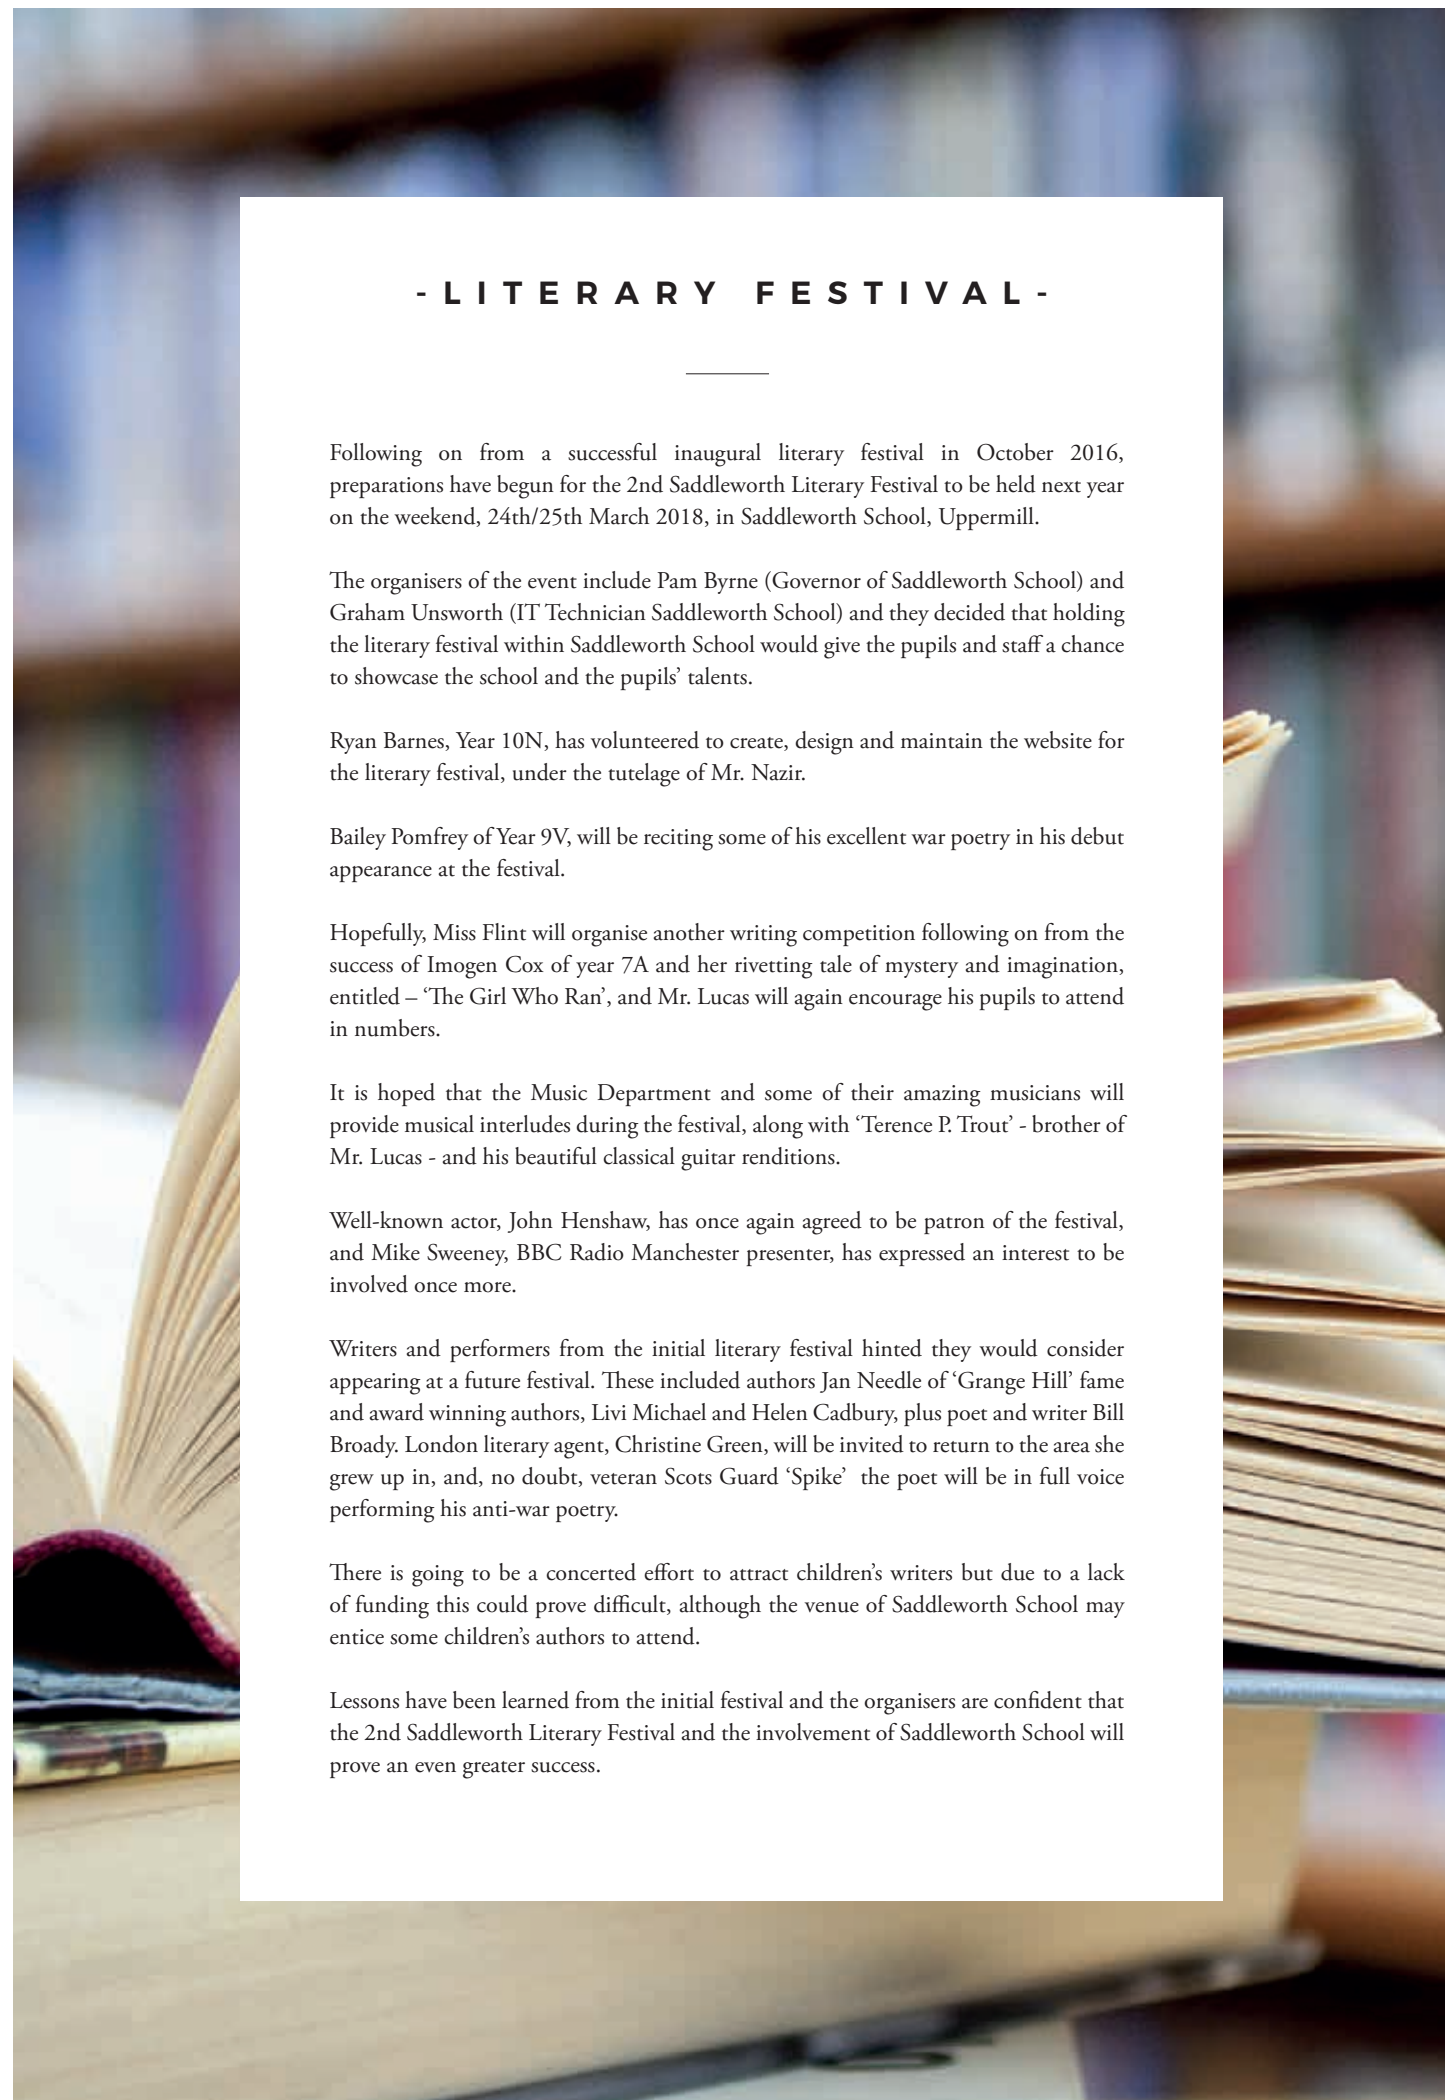 - LITERARY FESTIVAL -
Following on from a successful inaugural literary festival in October 2016,
preparations have begun for the 2nd Saddleworth Literary Festival to be held next year
on the weekend, 24th/25th March 2018, in Saddleworth School, Uppermill.
The organisers of the event include Pam Byrne (Governor of Saddleworth School) and
Graham Unsworth (IT Technician Saddleworth School) and they decided that holding
the literary festival within Saddleworth School would give the pupils and staff a chance
to showcase the school and the pupils’ talents.
Ryan Barnes, Year 10N, has volunteered to create, design and maintain the website for
the literary festival, under the tutelage of Mr. Nazir.
Bailey Pomfrey of Year 9V, will be reciting some of his excellent war poetry in his debut
appearance at the festival.
Hopefully, Miss Flint will organise another writing competition following on from the
success of Imogen Cox of year 7A and her rivetting tale of mystery and imagination,
entitled – ‘The Girl Who Ran’, and Mr. Lucas will again encourage his pupils to attend
in numbers.
It is hoped that the Music Department and some of their amazing musicians will
provide musical interludes during the festival, along with ‘Terence P. Trout’ - brother of
Mr. Lucas - and his beautiful classical guitar renditions.
Well-known actor, John Henshaw, has once again agreed to be patron of the festival,
and Mike Sweeney, BBC Radio Manchester presenter, has expressed an interest to be
involved once more.
Writers and performers from the initial literary festival hinted they would consider
appearing at a future festival. These included authors Jan Needle of ‘Grange Hill’ fame
and award winning authors, Livi Michael and Helen Cadbury, plus poet and writer Bill
Broady. London literary agent, Christine Green, will be invited to return to the area she
grew up in, and, no doubt, veteran Scots Guard ‘Spike’ the poet will be in full voice
performing his anti-war poetry.
There is going to be a concerted effort to attract children’s writers but due to a lack
of funding this could prove difficult, although the venue of Saddleworth School may
entice some children’s authors to attend.
Lessons have been learned from the initial festival and the organisers are confident that
the 2nd Saddleworth Literary Festival and the involvement of Saddleworth School will
prove an even greater success.